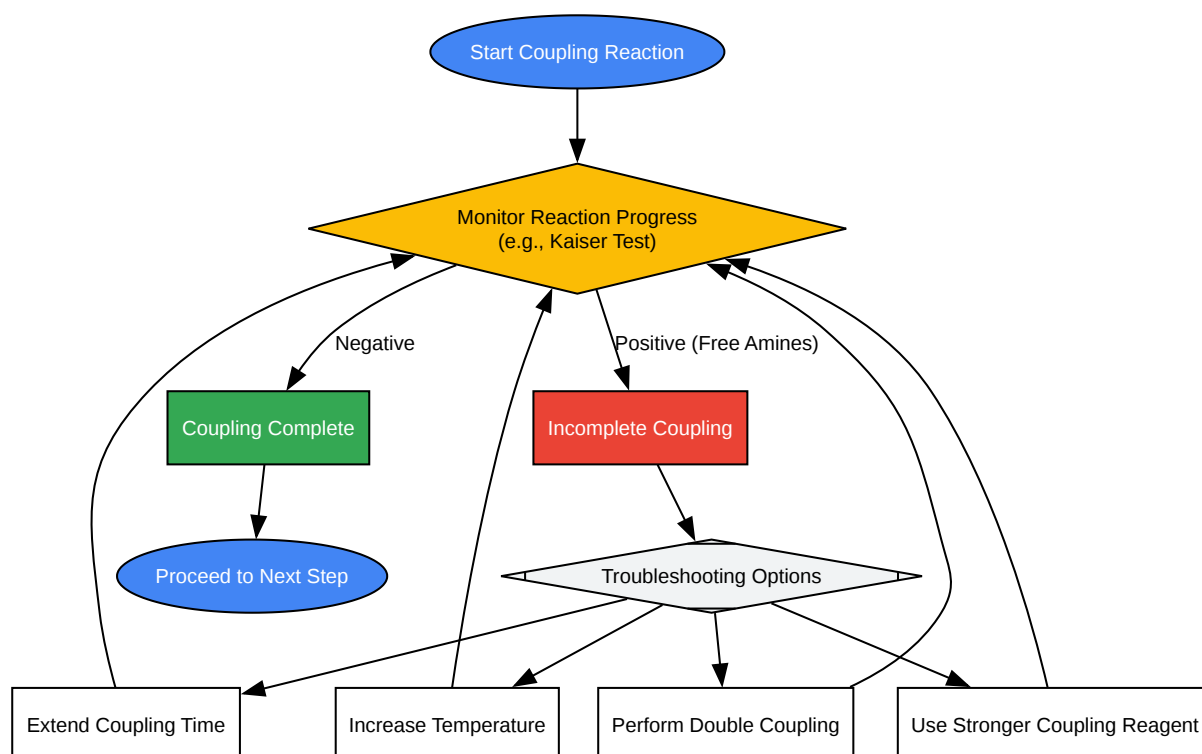 Start Coupling Reaction
Monitor Reaction Progress
(e.g., Kaiser Test)
Negative
Positive (Free Amines)
Coupling Complete
Incomplete Coupling
Proceed to Next Step
Troubleshooting Options
Extend Coupling Time
Increase Temperature
Perform Double Coupling
Use Stronger Coupling Reagent